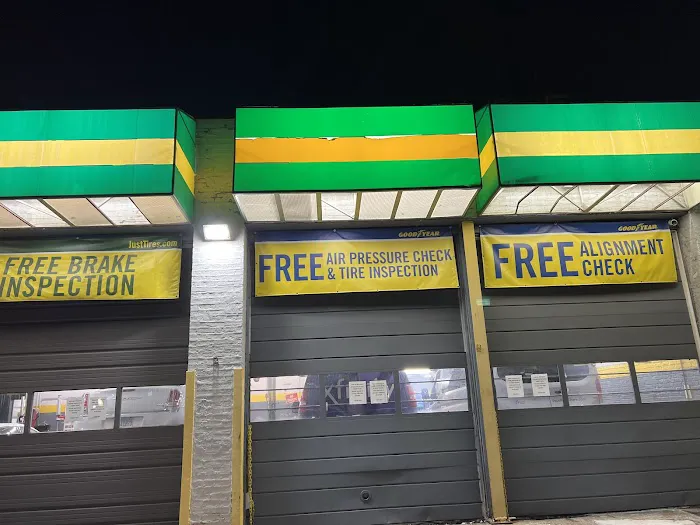 JustTires.com
FREE BRAKE
INSPECTION
GOODYEAR
FREE AIR PRESSURE CHECK
& TIRE INSPECTION
GOODYEAR
FREE ALIGNMENT
CHECK